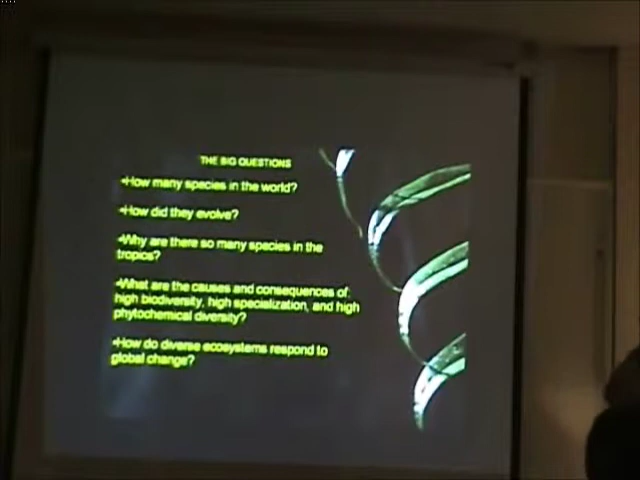 THE BIG QUESTIONS
•How many species in the world?
•How did they evolve?
•Why are there so many species in the
tropics?
•What are the causes and consequences of
high biodiversity, high specialization, and high
phytochemical diversity?
•How do diverse ecosystems respond to
global change?